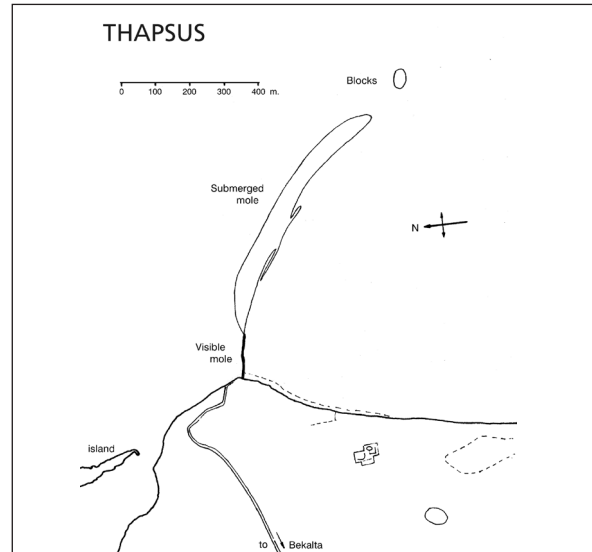 THAPSUS
Blocks
0 100 200 300 400 m.
Submerged
mole
N
Visible
mole
island
to Bekalta